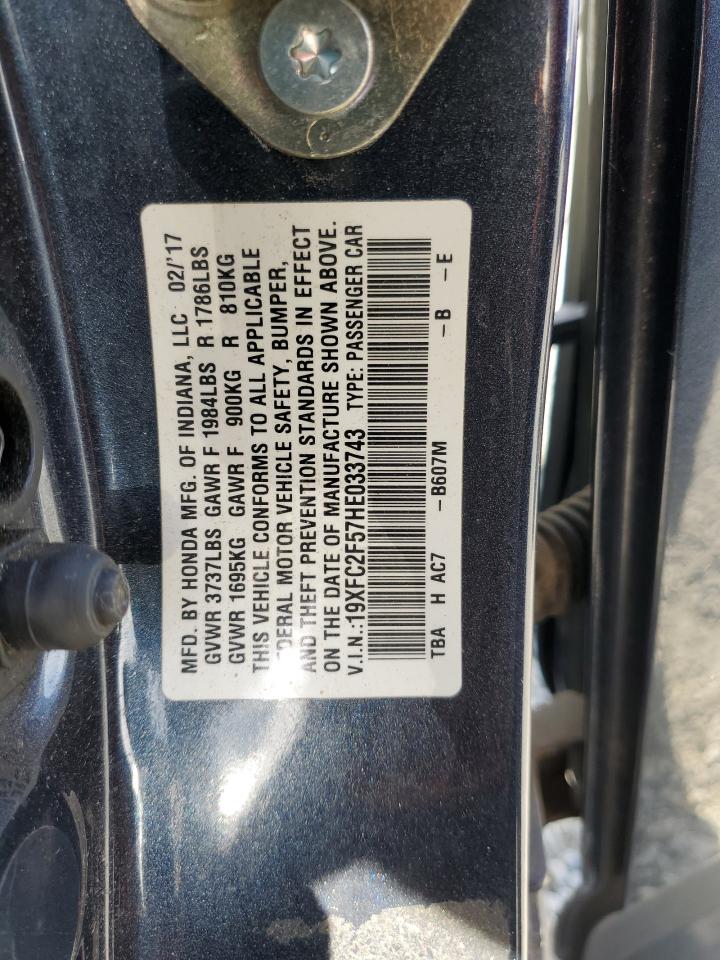 MFD. BY HONDA MFG. OF INDIANA, LLC 02/'17
GVWR 3737LBS GAWR F 1984LBS R 1786LBS
GVWR 1695KG GAWR F 900KG R 810KG
THIS VEHICLE CONFORMS TO ALL APPLICABLE
FEDERAL MOTOR VEHICLE SAFETY, BUMPER,
AND THEFT PREVENTION STANDARDS IN EFFECT
ON THE DATE OF MANUFACTURE SHOWN ABOVE.
V.I.N.:19XFC2F57HE033743 TYPE: PASSENGER CAR
TBA H AC7 -B607M -B -E